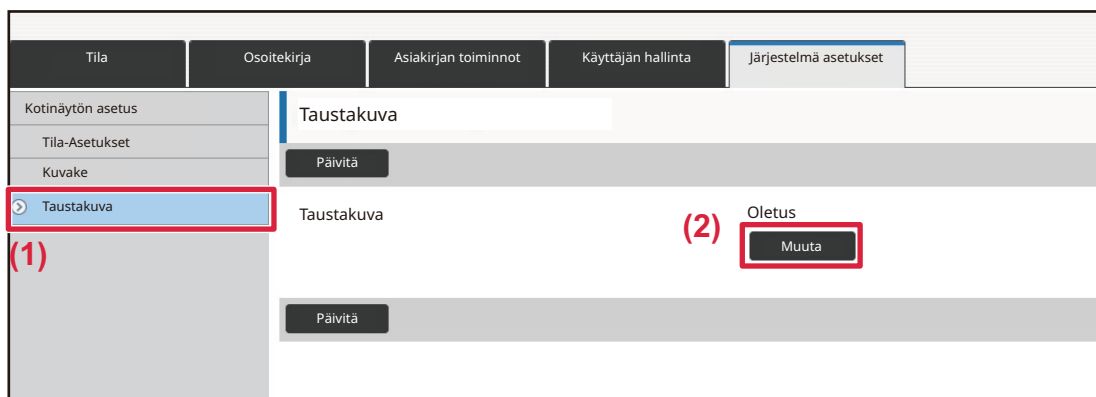 Tila
Osoitekirja
Asiakirjan toiminnot
Käyttäjän hallinta
Järjestelmä asetukset
Kotinäytön asetus
Tila-Asetukset
Kuvake
Taustakuva
(1)
Taustakuva
Päivitä
Taustakuva
Oletus
(2)
Muuta
Päivitä